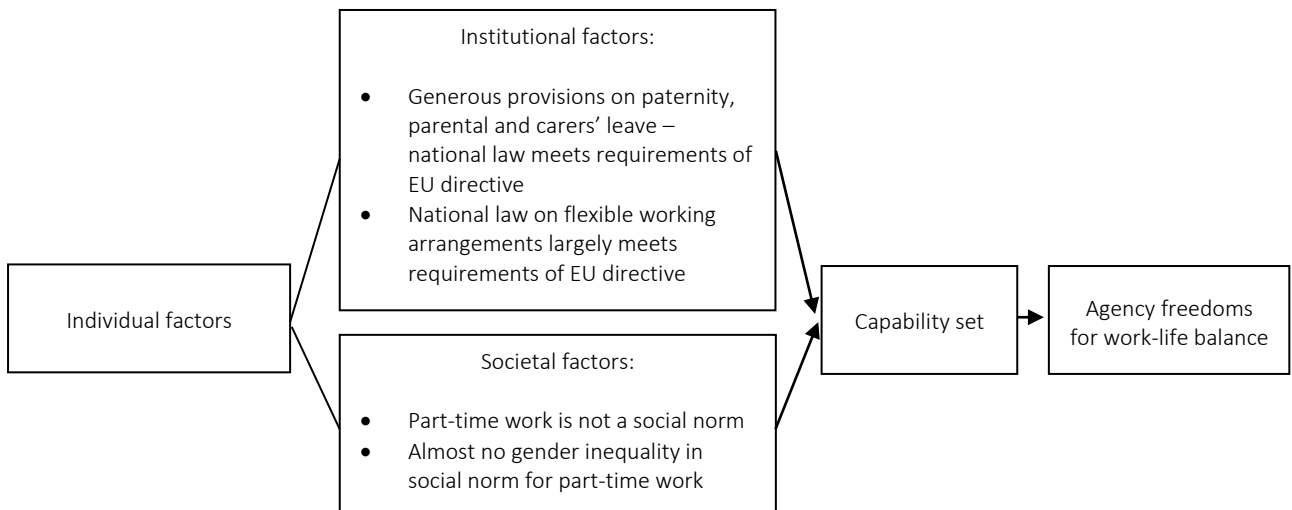 Institutional factors:
• Generous provisions on paternity,
parental and carers’ leave –
national law meets requirements of
EU directive
• National law on flexible working
arrangements largely meets
requirements of EU directive
Individual factors
Societal factors:
• Part-time work is not a social norm
• Almost no gender inequality in
social norm for part-time work
Capability set
Agency freedoms
for work-life balance